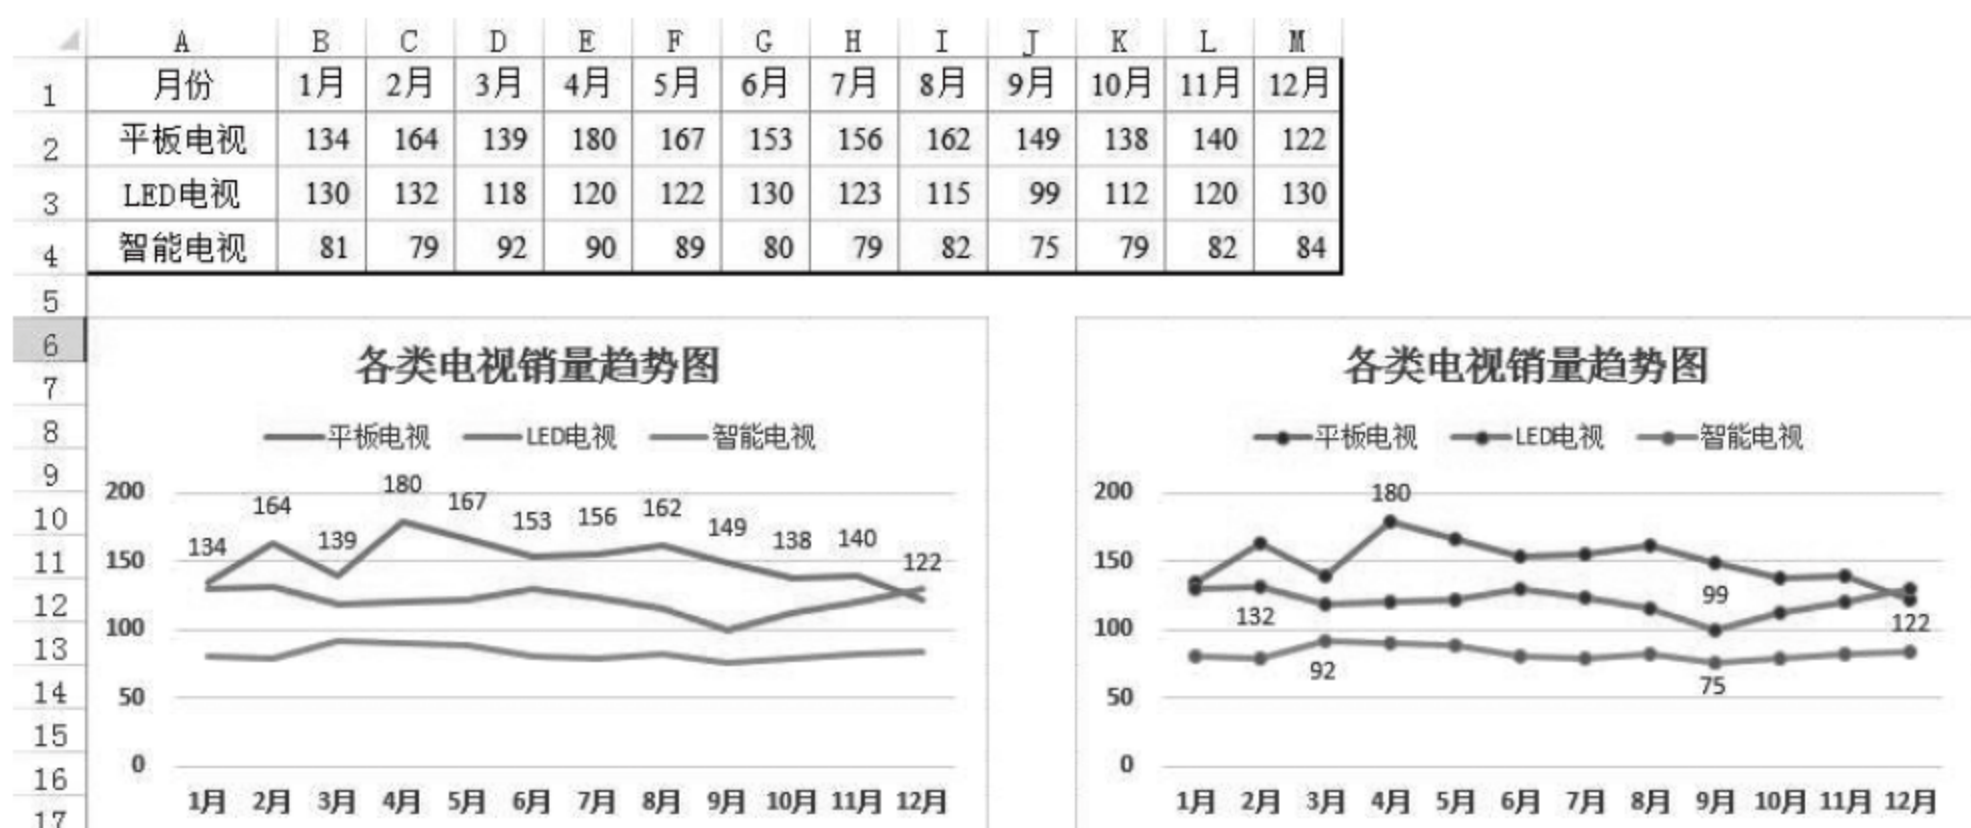 A B C D E F G H I J K L M
1 月份 1月 2月 3月 4月 5月 6月 7月 8月 9月 10月 11月 12月
2 平板电视 134 164 139 180 167 153 156 162 149 138 140 122
3 LED电视 130 132 118 120 122 130 123 115 99 112 120 130
4 智能电视 81 79 92 90 89 80 79 82 75 79 82 84
5
6
7
8
9
10
11
12
13
14
15
16
17
各类电视销量趋势图
平板电视 LED电视 智能电视
200
150
100
50
0
134 164 139 180 167 153 156 162 149 138 140 122
1月 2月 3月 4月 5月 6月 7月 8月 9月 10月 11月 12月
各类电视销量趋势图
平板电视 LED电视 智能电视
200
150
100
50
0
180
99
132
122
92
75
1月 2月 3月 4月 5月 6月 7月 8月 9月 10月 11月 12月